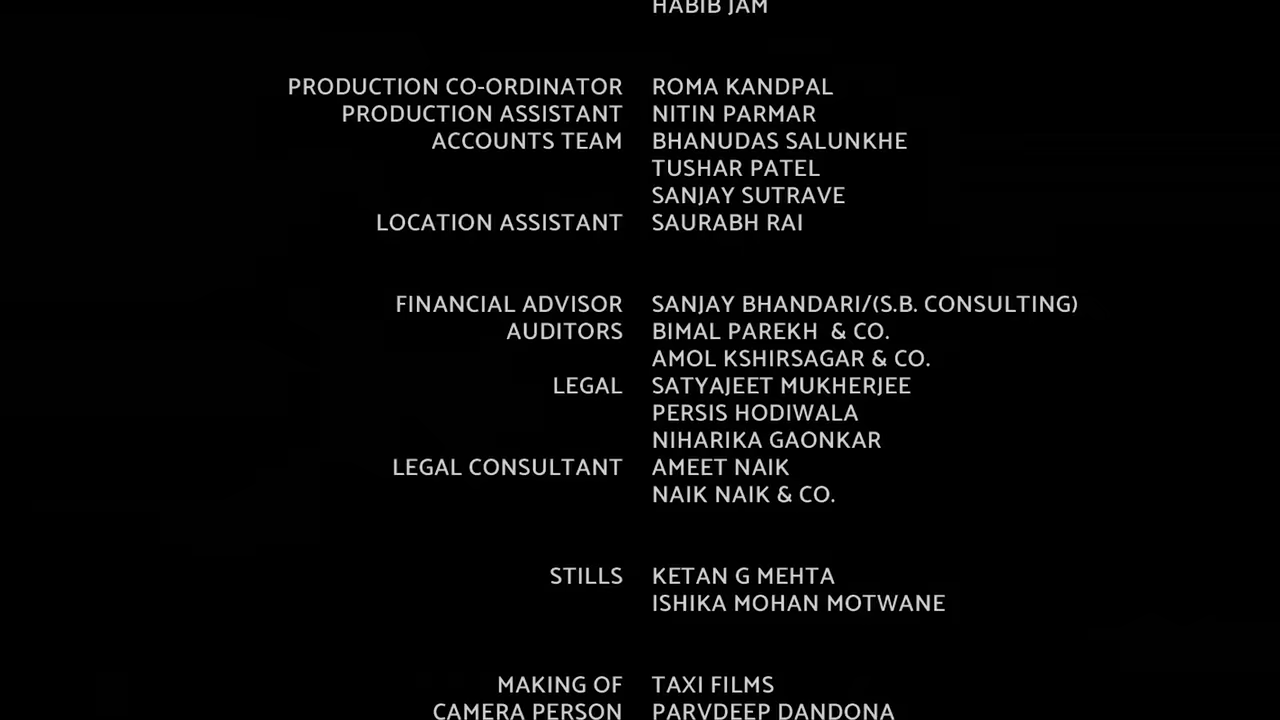 HABIB JAM
PRODUCTION CO-ORDINATOR ROMA KANDPAL
PRODUCTION ASSISTANT NITIN PARMAR
ACCOUNTS TEAM BHANUDAS SALUNKHE
TUSHAR PATEL
SANJAY SUTRAVE
LOCATION ASSISTANT SAURABH RAI
FINANCIAL ADVISOR SANJAY BHANDARI/(S.B. CONSULTING)
AUDITORS BIMAL PAREKH & CO.
AMOL KSHIRSAGAR & CO.
LEGAL SATYAJEET MUKHERJEE
PERSIS HODIWALA
NIHARIKA GAONKAR
LEGAL CONSULTANT AMEET NAIK
NAIK NAIK & CO.
STILLS KETAN G MEHTA
ISHIKA MOHAN MOTWANE
MAKING OF TAXI FILMS
CAMERA PERSON PARVDEEP DANDONA